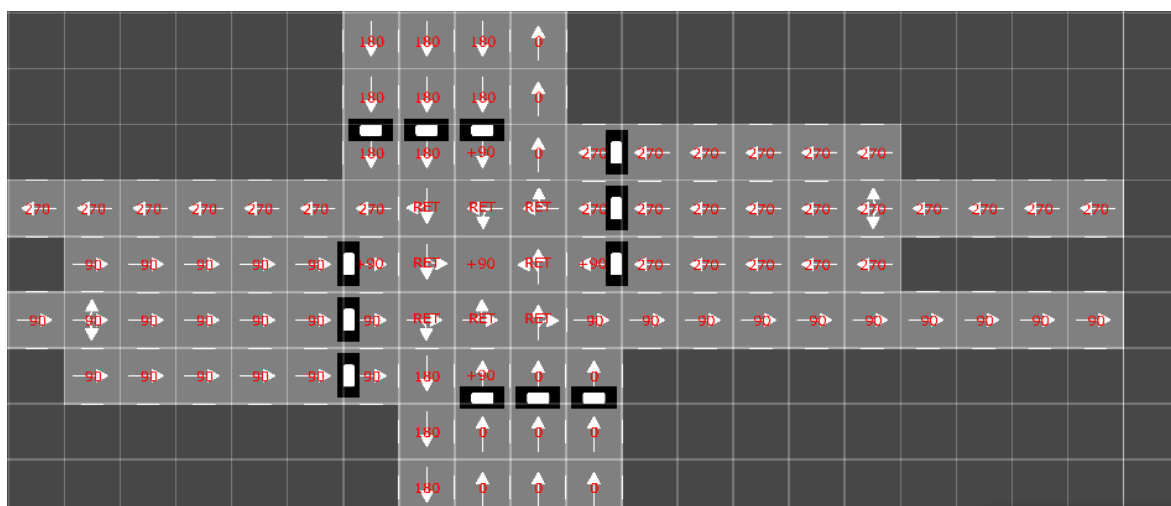 180 180 180 0
180 180 180 0
180 180 +90 0 270 270 270 270 270 270
270 270 270 270 270 270 270 RET RET RET 270 270 270 270 270 270 270 270 270 270
90 90 90 90 90 +90 RET +90 RET +90 270 270 270 270 270
90 90 90 90 90 90 90 RET RET RET 90 90 90 90 90 90 90 90 90 90
90 90 90 90 90 90 180 +90 0 0
180 0 0 0
180 0 0 0